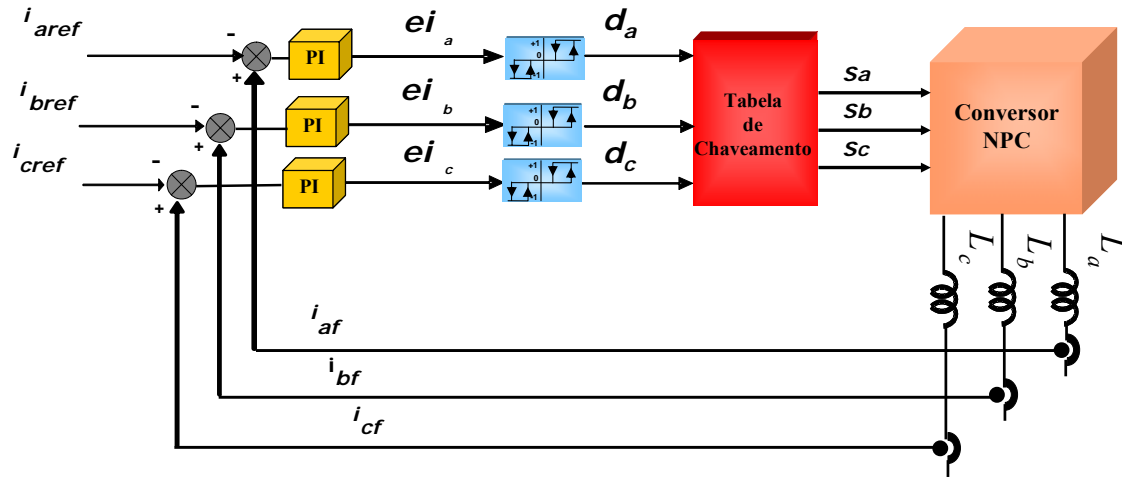 i aref
-
+
PI
ei a
+1
0
-1
d a
i bref
-
+
PI
ei b
+1
0
-1
d b
i cref
-
+
PI
ei c
+1
0
-1
d c
Tabela
de
Chaveamento
Sa
Sb
Sc
Conversor
NPC
L c
L b
L a
i af
i bf
i cf